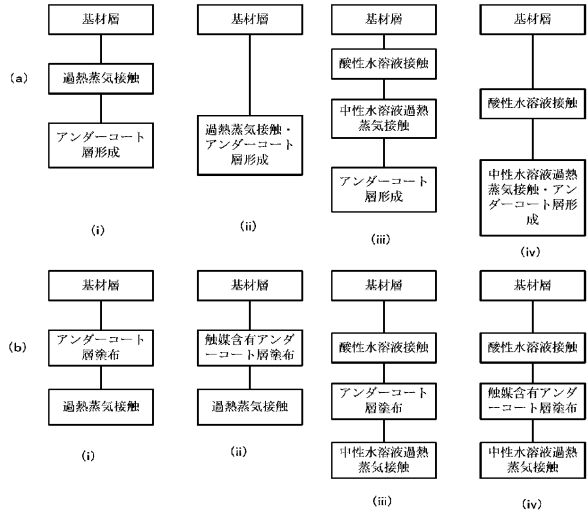 基材層
過熱蒸気接触
アンダーコート
層形成
(i)
基材層
過熱蒸気接触・
アンダーコート
層形成
(ii)
基材層
酸性水溶液接触
中性水溶液過熱
蒸気接触
アンダーコート
層形成
(iii)
基材層
酸性水溶液接触
中性水溶液過熱
蒸気接触・アン
ダーコート層形
成
(iv)
(a)
基材層
アンダーコート
層塗布
過熱蒸気接触
(i)
基材層
触媒含有アンダ
ーコート層塗布
過熱蒸気接触
(ii)
基材層
酸性水溶液接触
アンダーコート
層塗布
中性水溶液過熱
蒸気接触
(iii)
基材層
酸性水溶液接触
触媒含有アンダ
ーコート層塗布
中性水溶液過熱
蒸気接触
(iv)
(b)